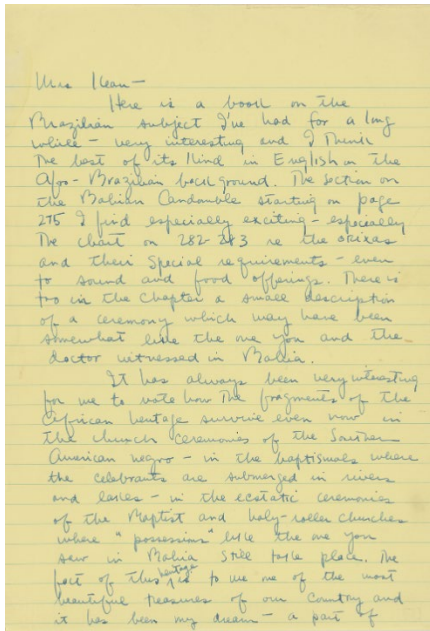 Mrs Kean —
Here is a book on the
Brazilian subject I've had for a long
while — very interesting and I think
the best of its kind in English on the
Afro-Brazilian back ground. The section on
the Bahian Candomble starting on page
275 I find especially exciting — especially
the chart on 282-283 re the orixas
and their special requirements — even
to sound and food offerings. There is
too in the chapter a small description
of a ceremony which may have been
somewhat like the one you and the
doctor witnessed in Bahia.
It has always been very interesting
for me to note how the fragments of the
African heritage survive even now in
the church ceremonies of the Southern
American negro — in the baptismals where
the celebrants are submerged in rivers
and lakes — in the ecstatic ceremonies
of the Baptist and holy-roller churches
where "possession" like the one you
saw in Bahia still take place. The
fact of this heritage is to me one of the most
beautiful treasures of our country and
it has been my dream — a part of